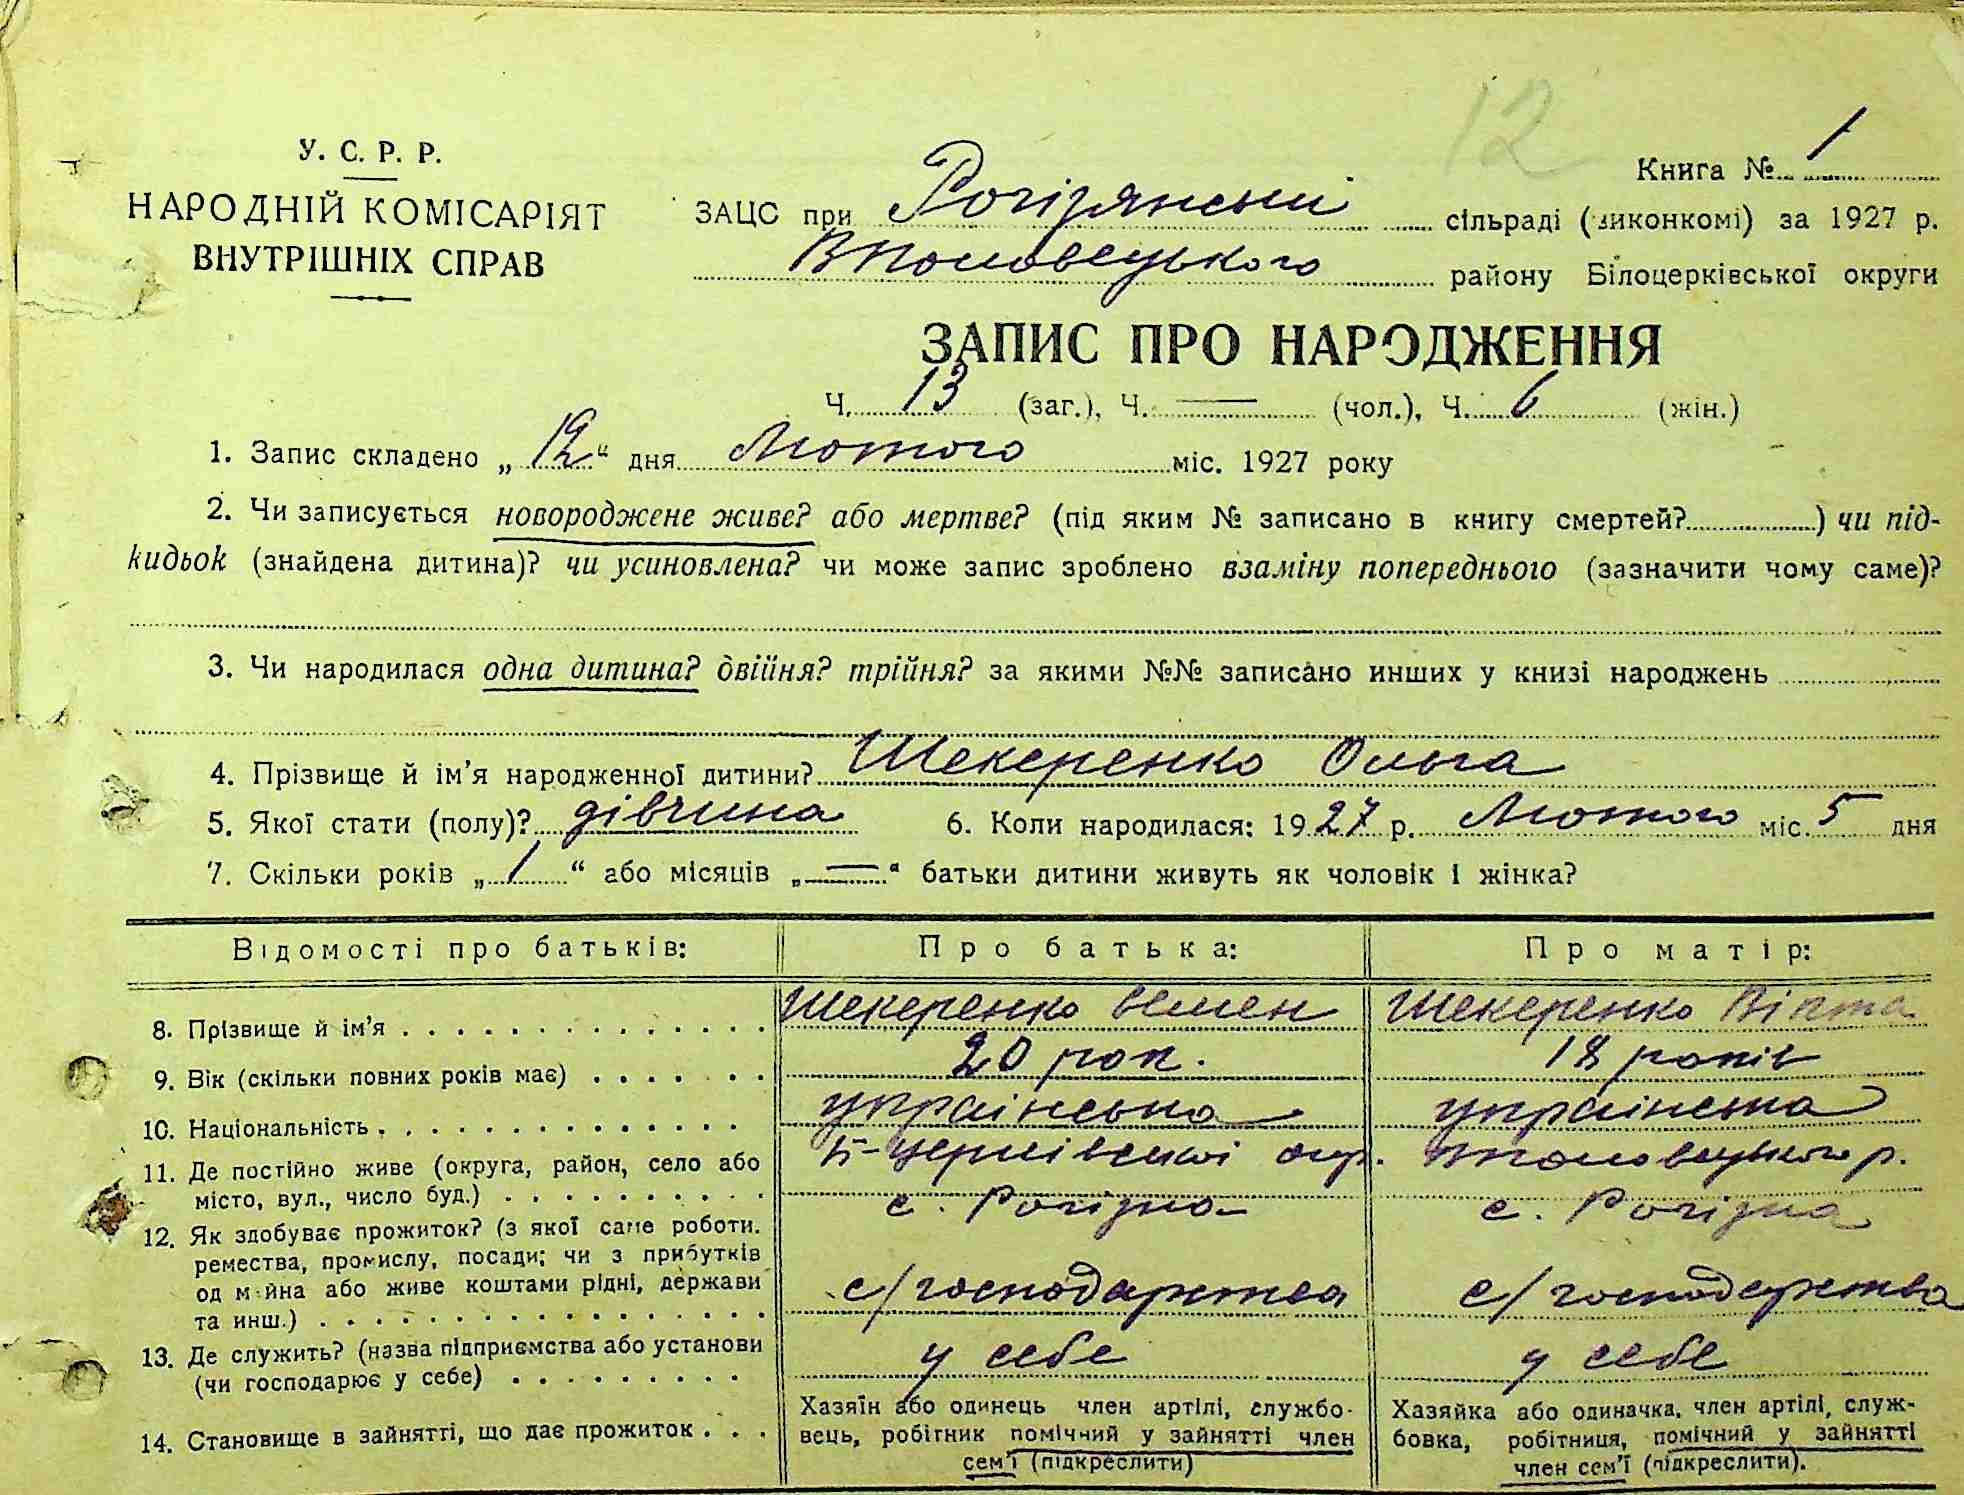 12
У. С. Р. Р.
НАРОДНІЙ КОМІСАРІЯТ
ВНУТРІШНІХ СПРАВ
Книга № 1
ЗАЦС при Рогізянській сільраді (виконкомі) за 1927 р.
Вполовецького району Білоцерківської округи
ЗАПИС ПРО НАРОДЖЕННЯ
Ч. 13 (заг.), Ч. — (чол.), Ч. 6 (жін.)
1. Запис складено „12“ дня Лютого міс. 1927 року
2. Чи записується новороджене живе? або мертве? (під яким № записано в книгу смертей?) чи під-
кидьок (знайдена дитина)? чи усиновлена? чи може запис зроблено взаміну попереднього (зазначити чому саме)?
3. Чи народилася одна дитина? двійня? трійня? за якими №№ записано инших у книзі народжень
4. Прізвище й ім’я народженної дитини? Шекеренко Ольга
5. Якої стати (полу)? дівчина 6. Коли народилася: 1927 р. Лютого міс. 5 дня
7. Скільки років „1“ або місяців „—“ батьки дитини живуть як чоловік і жінка?
Відомості про батьків: Про батька: Про матір:
8. Прізвище й ім’я Шекеренко Семен Шекеренко
9. Вік (скільки повних років має) 20 рок. 18 років
10. Національність українська українська
11. Де постійно живе (округа, район, село або Б-Церківської окр. Вполовецького р.
місто, вул., число буд.) с. Рогізна с. Рогізна
12. Як здобуває прожиток? (з якої саме роботи.
ремества, промислу, посади; чи з прибутків
од майна або живе коштами рідні, держави с/господарства с/господарства
та инш.)
13. Де служить? (назва підприємства або установи у себе у себе
(чи господарює у себе)
14. Становище в зайнятті, що дає прожиток
Хазяїн або одинець член артілі, службо-
вець, робітник помічний у зайнятті член
сем’ї (підкреслити)
Хазяйка або одиначка, член артілі, служ-
бовка, робітниця, помічний у зайнятті
член сем’ї (підкреслити).